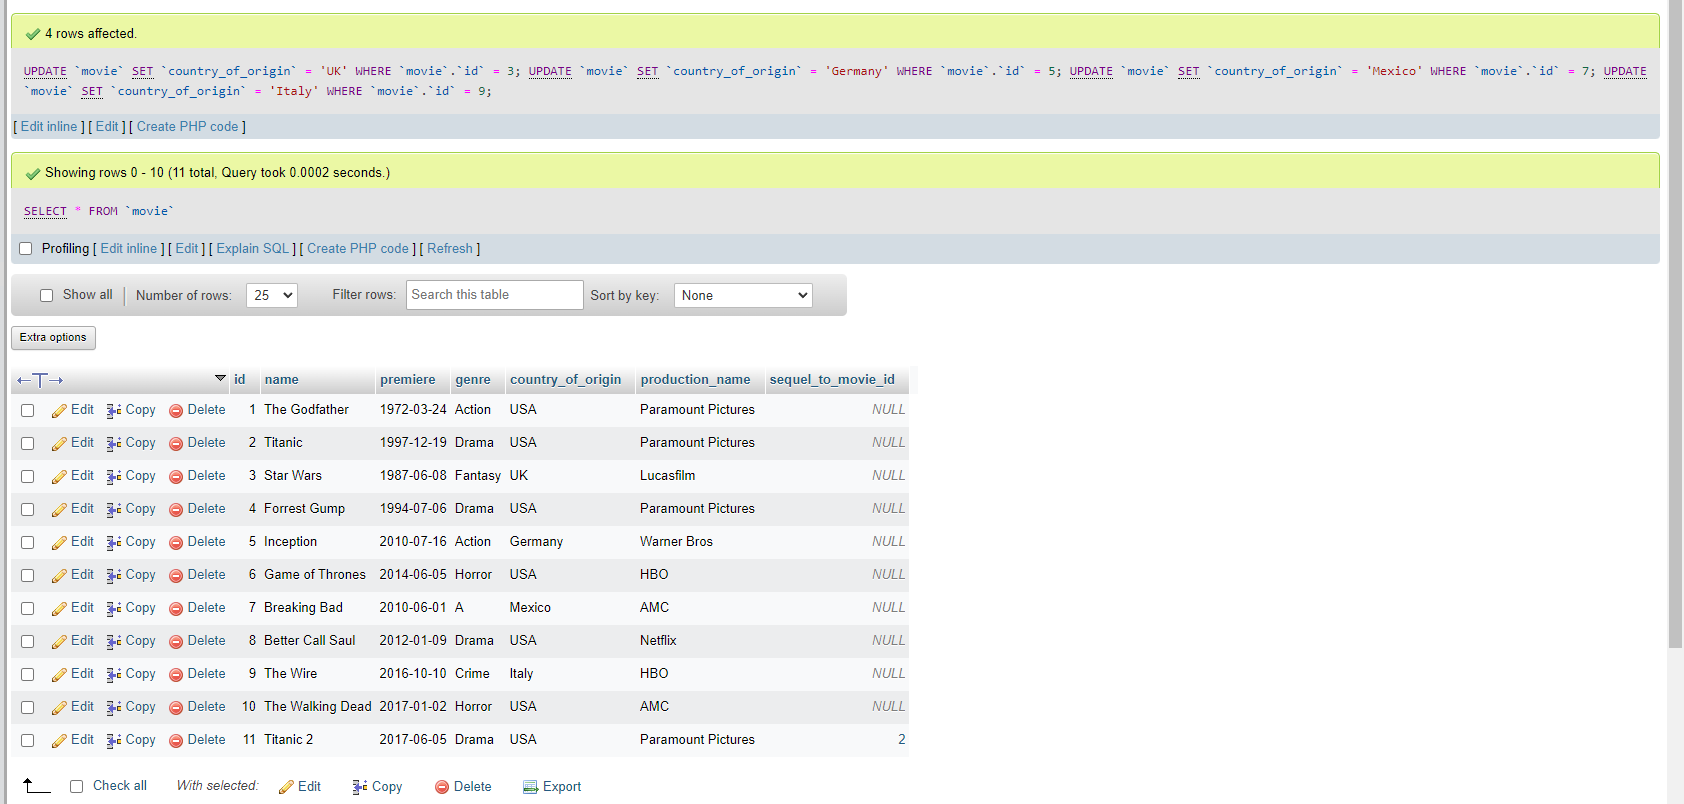 4 rows affected.
UPDATE `movie` SET `country_of_origin` = 'UK' WHERE `movie`.`id` = 3; UPDATE `movie` SET `country_of_origin` = 'Germany' WHERE `movie`.`id` = 5; UPDATE `movie` SET `country_of_origin` = 'Mexico' WHERE `movie`.`id` = 7; UPDATE
`movie` SET `country_of_origin` = 'Italy' WHERE `movie`.`id` = 9;
[ Edit inline ] [ Edit ] [ Create PHP code ]
Showing rows 0 - 10 (11 total, Query took 0.0002 seconds.)
SELECT * FROM `movie`
Profiling [ Edit inline ] [ Edit ] [ Explain SQL ] [ Create PHP code ] [ Refresh ]
Show all Number of rows: 25 Filter rows: Search this table Sort by key: None
Extra options
id name premiere genre country_of_origin production_name sequel_to_movie_id
Edit Copy Delete 1 The Godfather 1972-03-24 Action USA Paramount Pictures NULL
Edit Copy Delete 2 Titanic 1997-12-19 Drama USA Paramount Pictures NULL
Edit Copy Delete 3 Star Wars 1987-06-08 Fantasy UK Lucasfilm NULL
Edit Copy Delete 4 Forrest Gump 1994-07-06 Drama USA Paramount Pictures NULL
Edit Copy Delete 5 Inception 2010-07-16 Action Germany Warner Bros NULL
Edit Copy Delete 6 Game of Thrones 2014-06-05 Horror USA HBO NULL
Edit Copy Delete 7 Breaking Bad 2010-06-01 A Mexico AMC NULL
Edit Copy Delete 8 Better Call Saul 2012-01-09 Drama USA Netflix NULL
Edit Copy Delete 9 The Wire 2016-10-10 Crime Italy HBO NULL
Edit Copy Delete 10 The Walking Dead 2017-01-02 Horror USA AMC NULL
Edit Copy Delete 11 Titanic 2 2017-06-05 Drama USA Paramount Pictures 2
Check all With selected: Edit Copy Delete Export